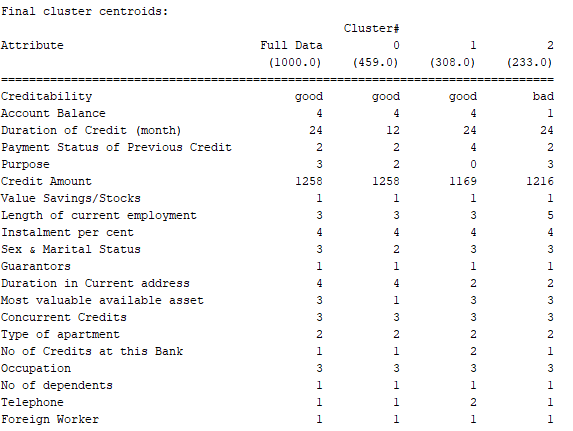 Final cluster centroids:
Cluster#
Attribute Full Data 0 1 2
(1000.0) (459.0) (308.0) (233.0)
================================================================================
Creditability good good good bad
Account Balance 4 4 4 1
Duration of Credit (month) 24 12 24 24
Payment Status of Previous Credit 2 2 4 2
Purpose 3 2 0 3
Credit Amount 1258 1258 1169 1216
Value Savings/Stocks 1 1 1 1
Length of current employment 3 3 3 5
Instalment per cent 4 4 4 4
Sex & Marital Status 3 2 3 3
Guarantors 1 1 1 1
Duration in Current address 4 4 2 2
Most valuable available asset 3 1 3 3
Concurrent Credits 3 3 3 3
Type of apartment 2 2 2 2
No of Credits at this Bank 1 1 2 1
Occupation 3 3 3 3
No of dependents 1 1 1 1
Telephone 1 1 2 1
Foreign Worker 1 1 1 1